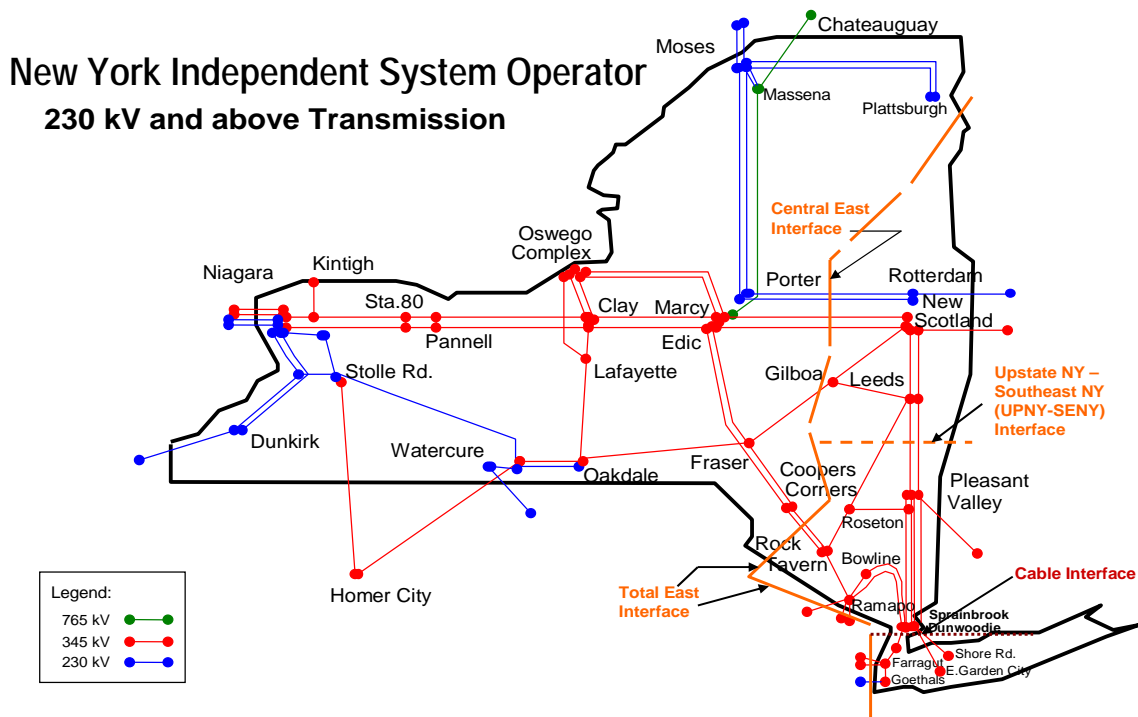 New York Independent System Operator
230 kV and above Transmission
Chateauguay
Moses
Massena
Plattsburgh
Central East
Interface
Oswego
Complex
Niagara
Kintigh
Sta.80
Pannell
Clay
Marcy
Edic
Porter
Rotterdam
New
Scotland
Stolle Rd.
Lafayette
Gilboa
Leeds
Upstate NY –
Southeast NY
(UPNY-SENY)
Interface
Dunkirk
Watercure
Oakdale
Fraser
Coopers
Corners
Pleasant
Valley
Roseton
Rock
Tavern
Bowline
Homer City
Total East
Interface
Ramapo
Cable Interface
Sprainbrook
Dunwoodie
Shore Rd.
Farragut
E.Garden City
Goethals
Legend:
765 kV
345 kV
230 kV